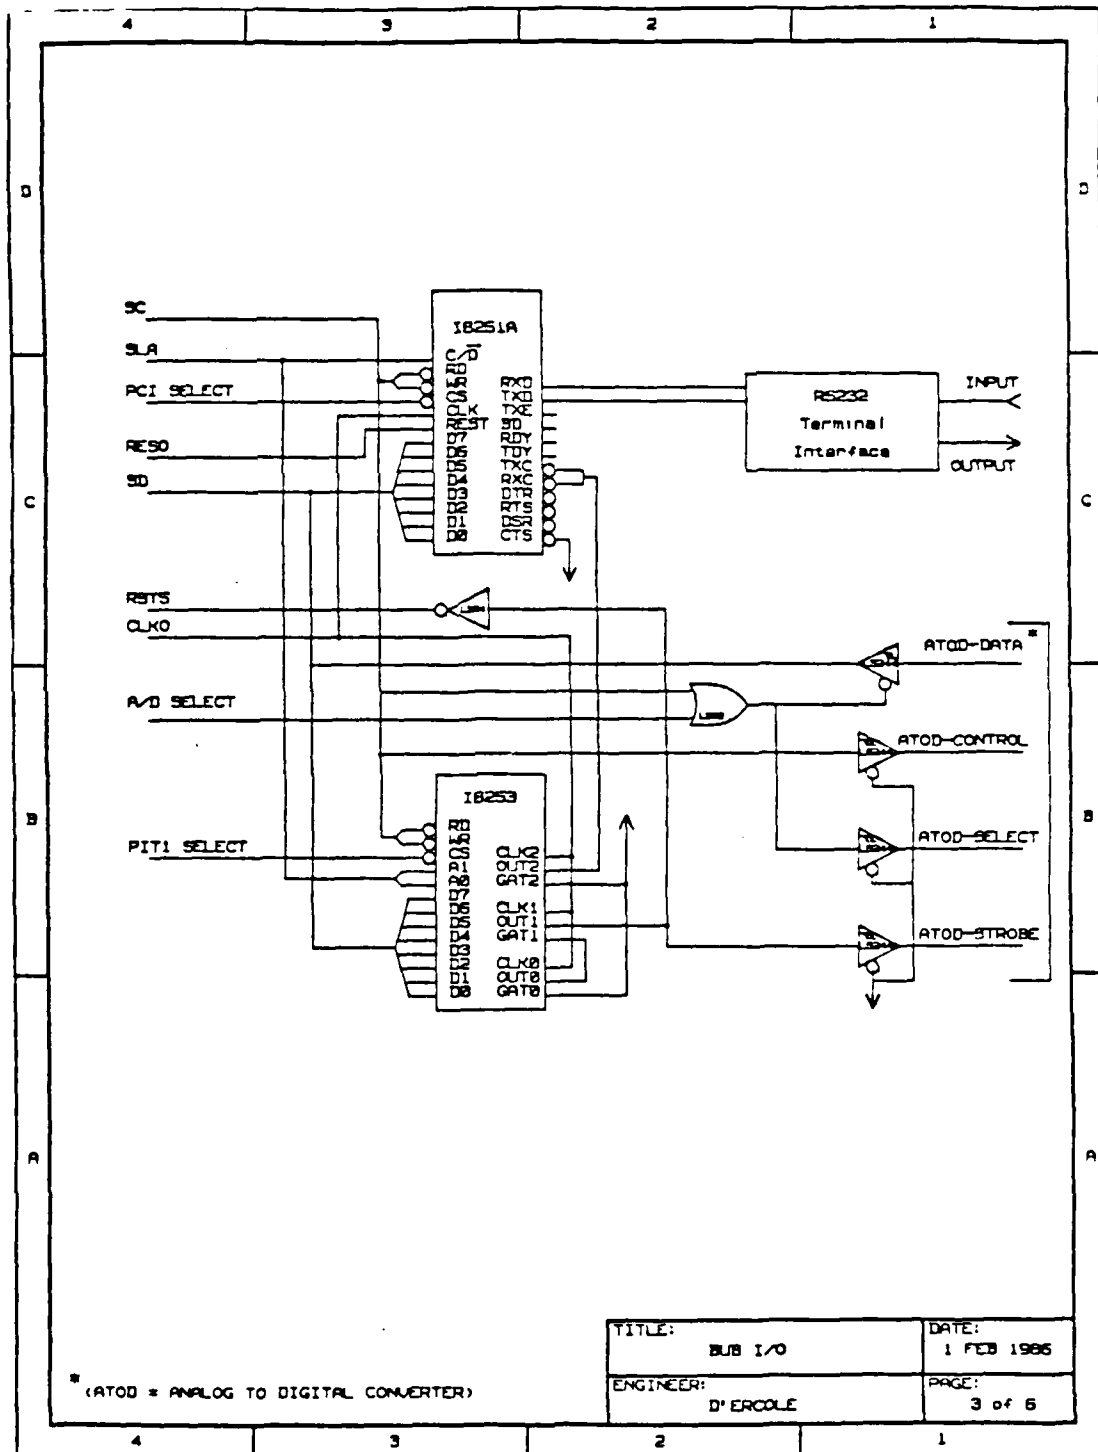 4 3 2 1
D D
SC
I8251A
SLA
C/D
RD
PCI SELECT
WR
CS
CLK
RXD
TXD
TXE
RS232
Terminal
Interface
INPUT
OUTPUT
RESO
REST
SD
RDY
TDY
SD
D7
D6
D5
D4
D3
D2
D1
D0
TXC
RXC
DTR
RTS
DSR
CTS
C C
RST5
CLKO
ATOD-DATA *
A/D SELECT
ATOD-CONTROL
I8253
B B
PIT1 SELECT
RD
WR
CS
A1
A0
D7
D6
D5
D4
D3
D2
D1
D0
CLK2
OUT2
GAT2
CLK1
OUT1
GAT1
CLK0
OUT0
GAT0
ATOD-SELECT
ATOD-STROBE
A A
TITLE:
BUB I/O
DATE:
1 FEB 1986
ENGINEER:
D'ERCOLE
PAGE:
3 of 6
* (ATOD = ANALOG TO DIGITAL CONVERTER)
4 3 2 1